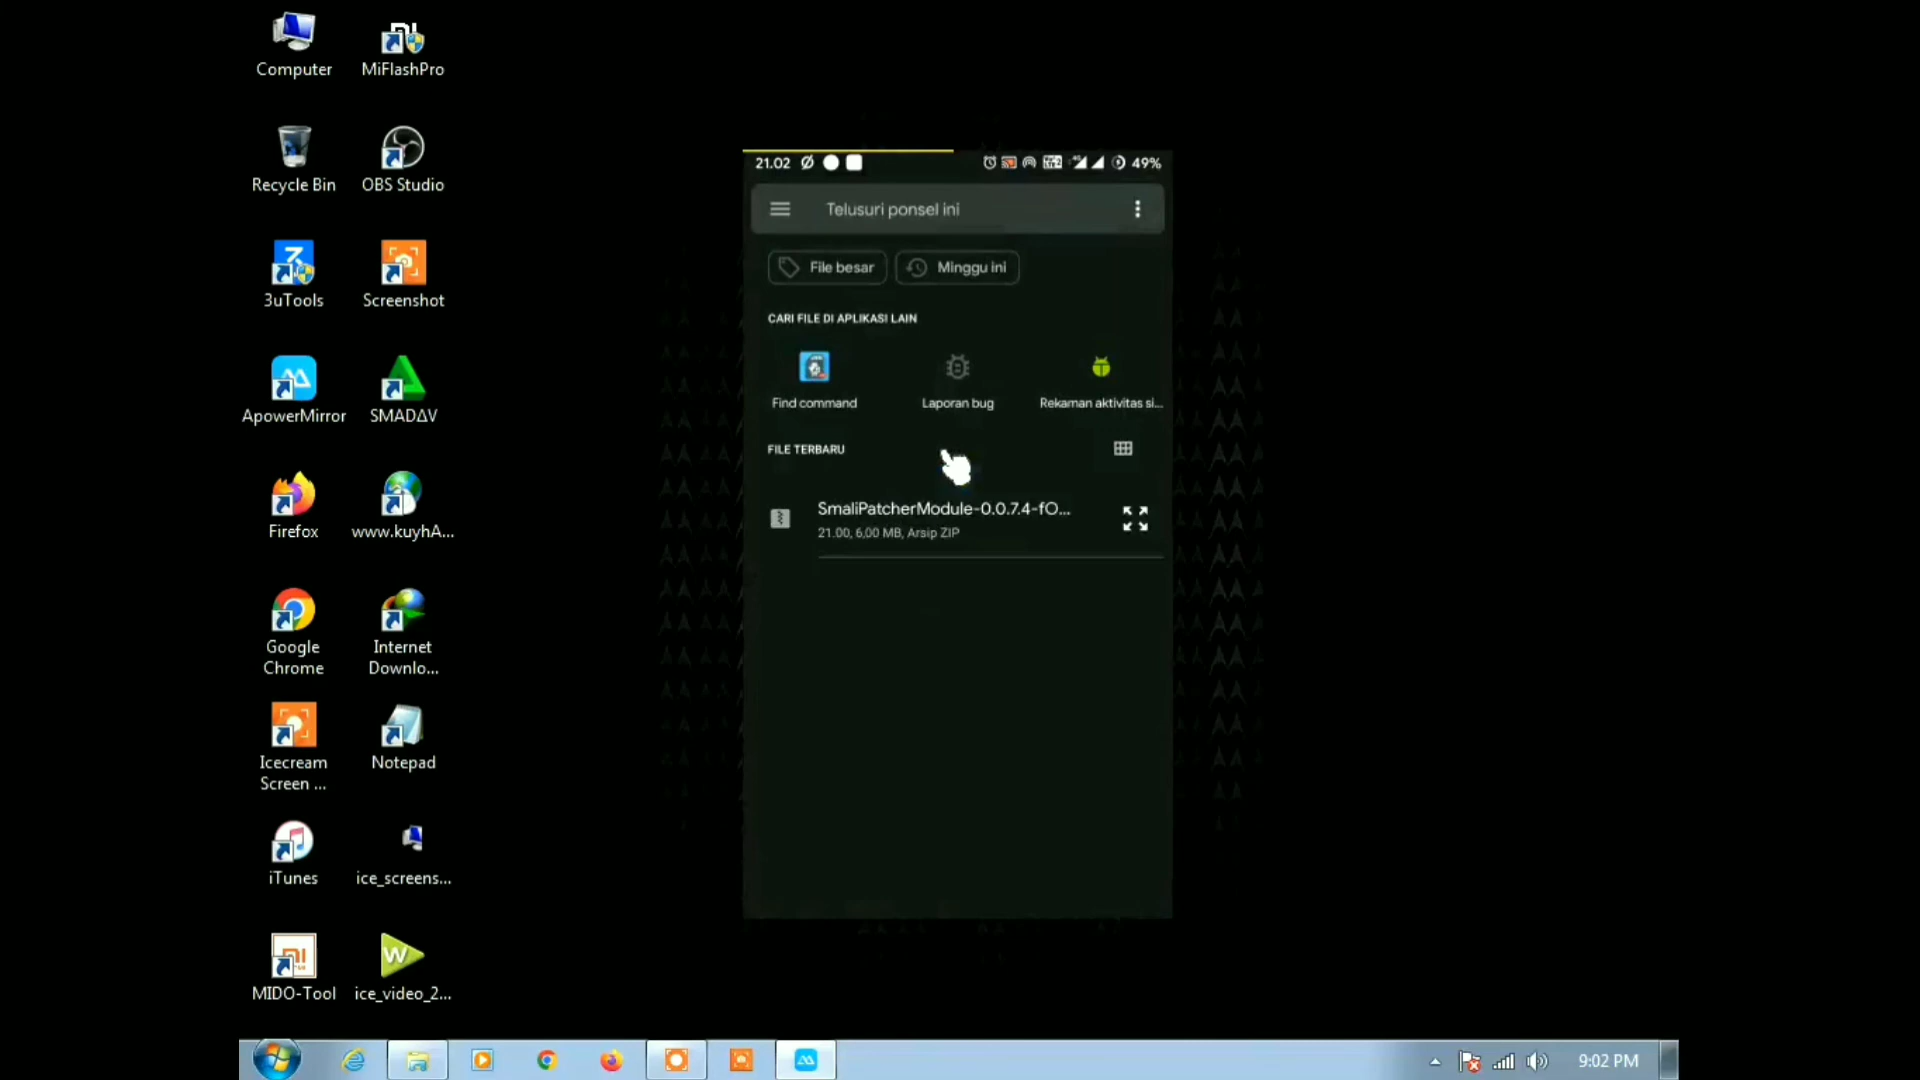 Computer
MiFlashPro
Recycle Bin
OBS Studio
3uTools
Screenshot
ApowerMirror
SMADΔV
Firefox
www.kuyhA...
Google
Chrome
Internet
Downlo...
Icecream
Screen ...
Notepad
iTunes
ice_screens...
MIDO-Tool
ice_video_2...
21.02
49%
Telusuri ponsel ini
File besar
Minggu ini
CARI FILE DI APLIKASI LAIN
Find command
Laporan bug
Rekaman aktivitas si...
FILE TERBARU
SmaliPatcherModule-0.0.7.4-fO...
21.00, 6,00 MB, Arsip ZIP
9:02 PM